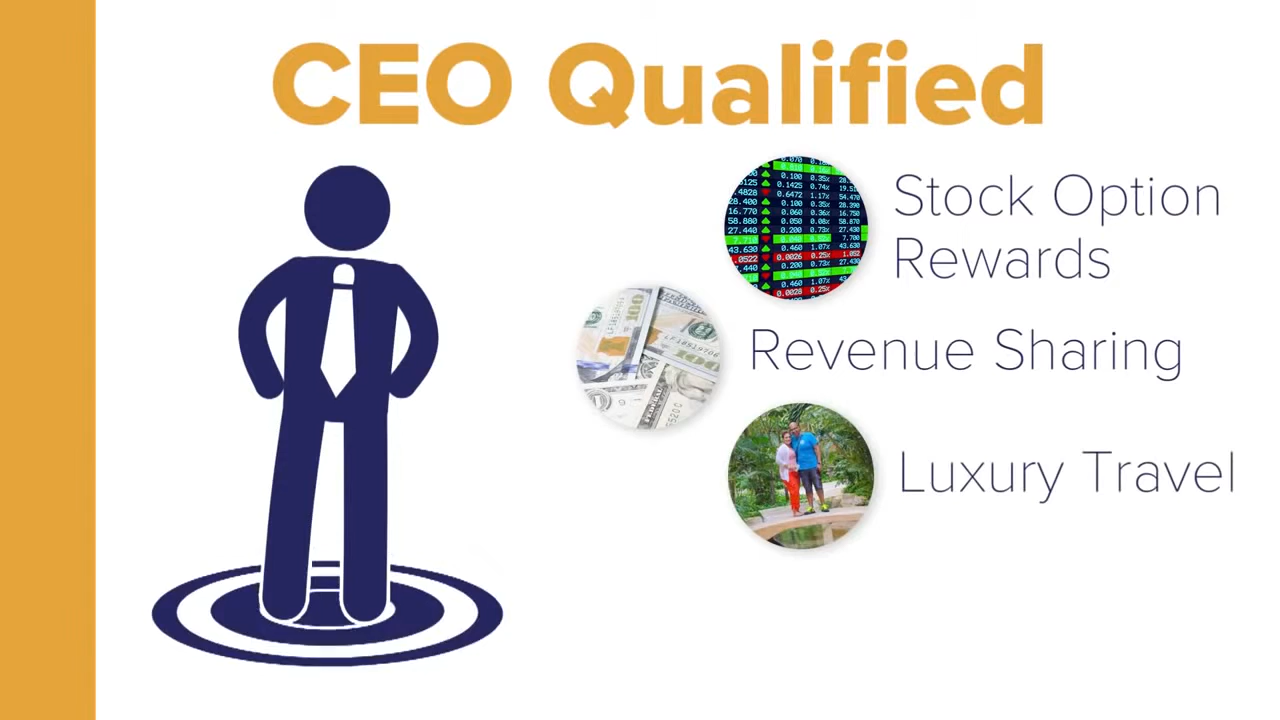 CEO Qualified
Stock Option
Rewards
Revenue Sharing
Luxury Travel